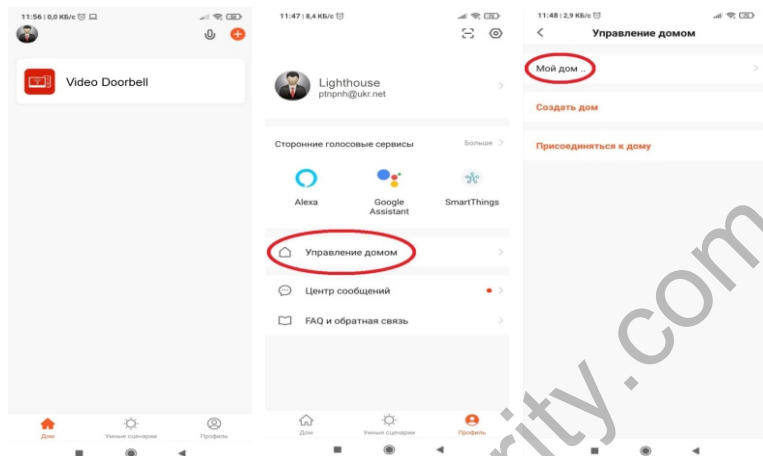 11:56 | 0,0 КБ/с
Video Doorbell
Дом
Умные сценарии
Профиль
11:47 | 8,4 КБ/с
Lighthouse
ptnpnh@ukr.net
Сторонние голосовые сервисы
Больше >
Alexa
Google Assistant
SmartThings
Управление домом
Центр сообщений
FAQ и обратная связь
Дом
Умные сценарии
Профиль
11:48 | 2,9 КБ/с
Управление домом
Мой дом ..
Создать дом
Присоединяться к дому
ity.com